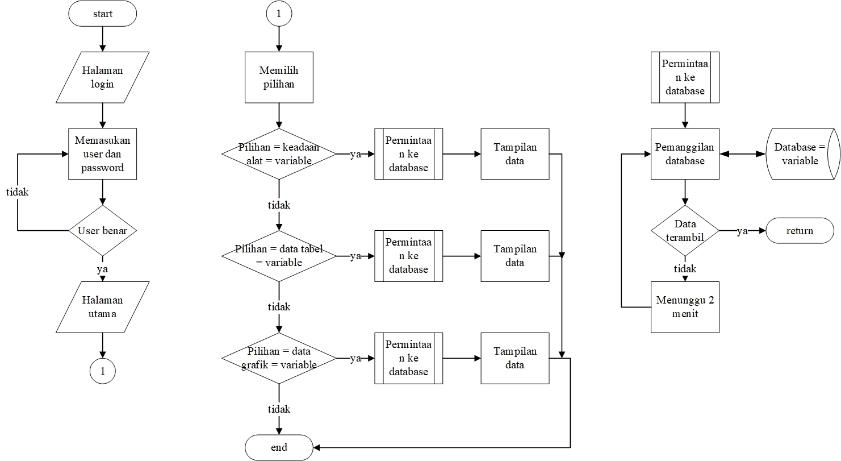 start
Halaman
login
Memasukan
user dan
password
tidak
User benar
ya
Halaman
utama
1
1
Memilih
pilihan
Pilihan = keadaan
alat = variable
ya
Permintaa
n ke
database
Tampilan
data
tidak
Pilihan = data tabel
= variable
ya
Permintaa
n ke
database
Tampilan
data
tidak
Pilihan = data
grafik = variable
ya
Permintaa
n ke
database
Tampilan
data
tidak
end
Permintaa
n ke
database
Pemanggilan
database
Database =
variable
Data
terambil
ya
return
tidak
Menunggu 2
menit